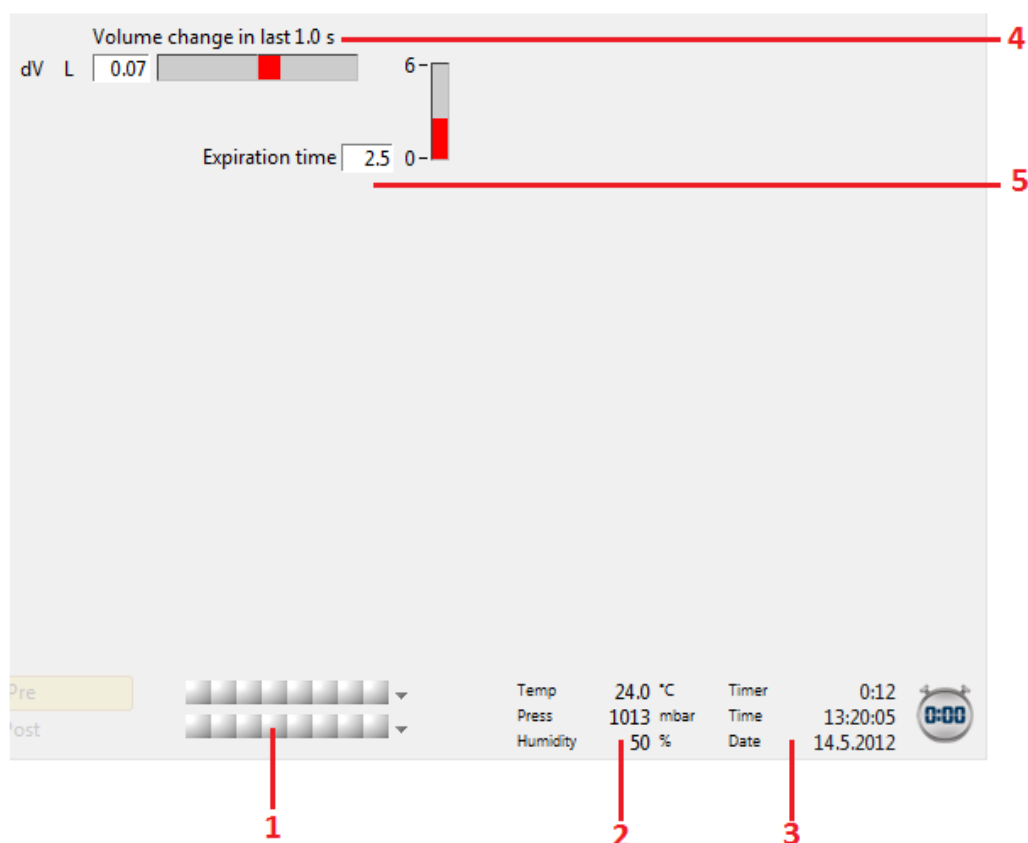 Volume change in last 1.0 s
4
dV L 0.07
6
Expiration time 2.5 0
5
Pre
Post
Temp 24.0 °C Timer 0:12
Press 1013 mbar Time 13:20:05
Humidity 50 % Date 14.5.2012
0:00
1
2
3